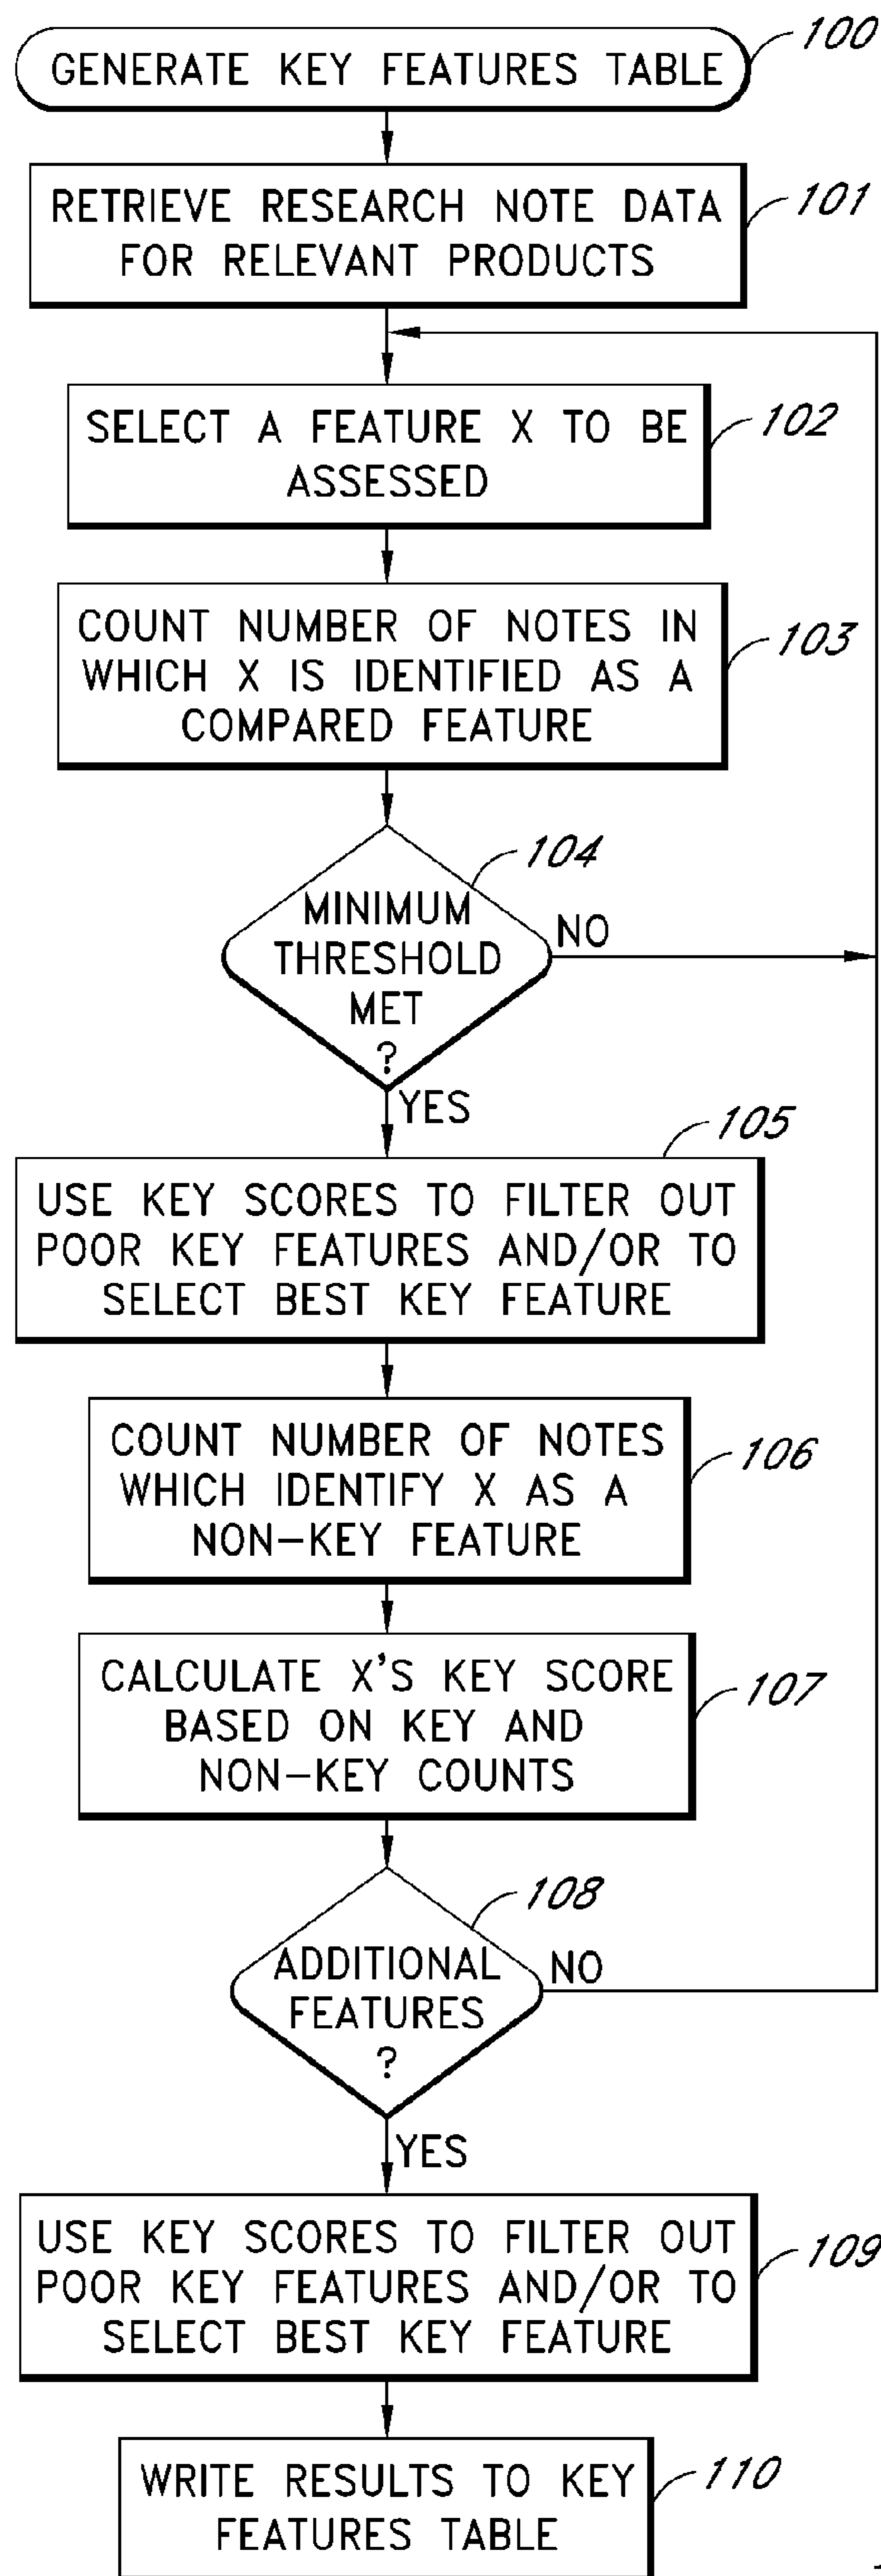 100
GENERATE KEY FEATURES TABLE
RETRIEVE RESEARCH NOTE DATA
FOR RELEVANT PRODUCTS
101
SELECT A FEATURE X TO BE
ASSESSED
102
COUNT NUMBER OF NOTES IN
WHICH X IS IDENTIFIED AS A
COMPARED FEATURE
103
104
MINIMUM
THRESHOLD
MET
?
NO
YES
105
USE KEY SCORES TO FILTER OUT
POOR KEY FEATURES AND/OR TO
SELECT BEST KEY FEATURE
COUNT NUMBER OF NOTES
WHICH IDENTIFY X AS A
NON-KEY FEATURE
106
CALCULATE X'S KEY SCORE
BASED ON KEY AND
NON-KEY COUNTS
107
108
ADDITIONAL
FEATURES
?
NO
YES
USE KEY SCORES TO FILTER OUT
POOR KEY FEATURES AND/OR TO
SELECT BEST KEY FEATURE
109
WRITE RESULTS TO KEY
FEATURES TABLE
110